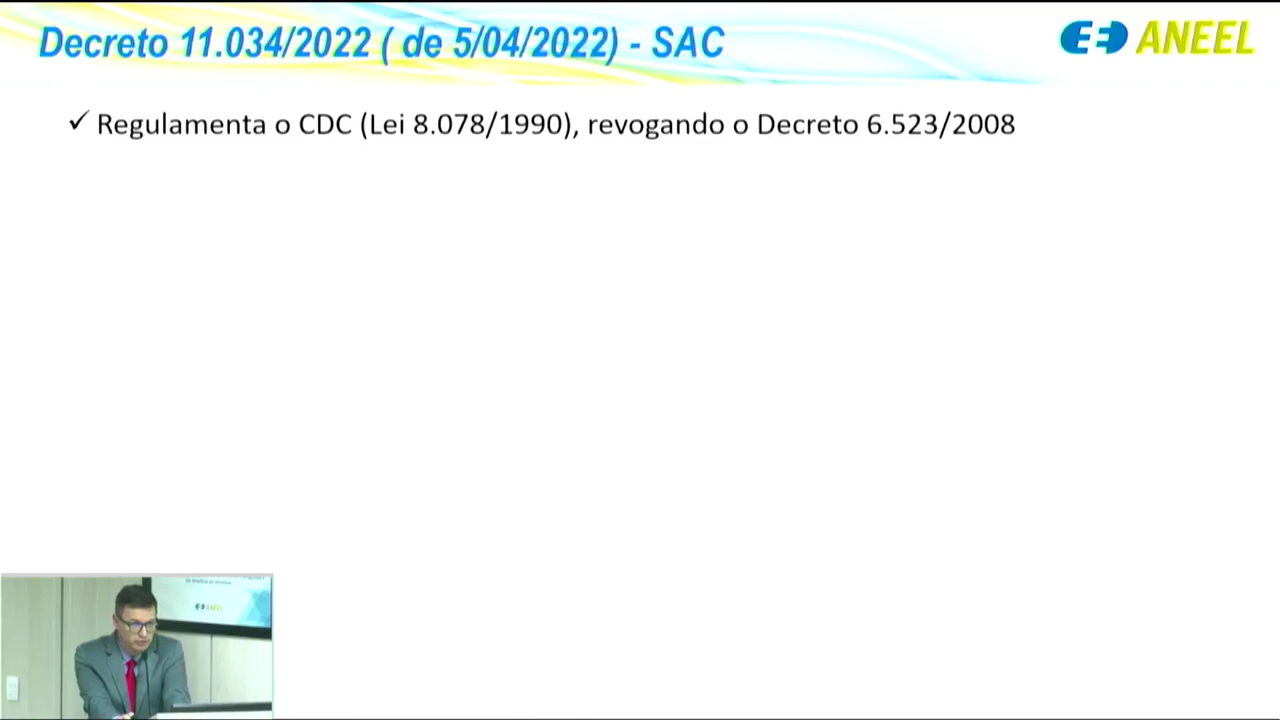 Decreto 11.034/2022 ( de 5/04/2022) - SAC
ANEEL
✓ Regulamenta o CDC (Lei 8.078/1990), revogando o Decreto 6.523/2008
ANEEL